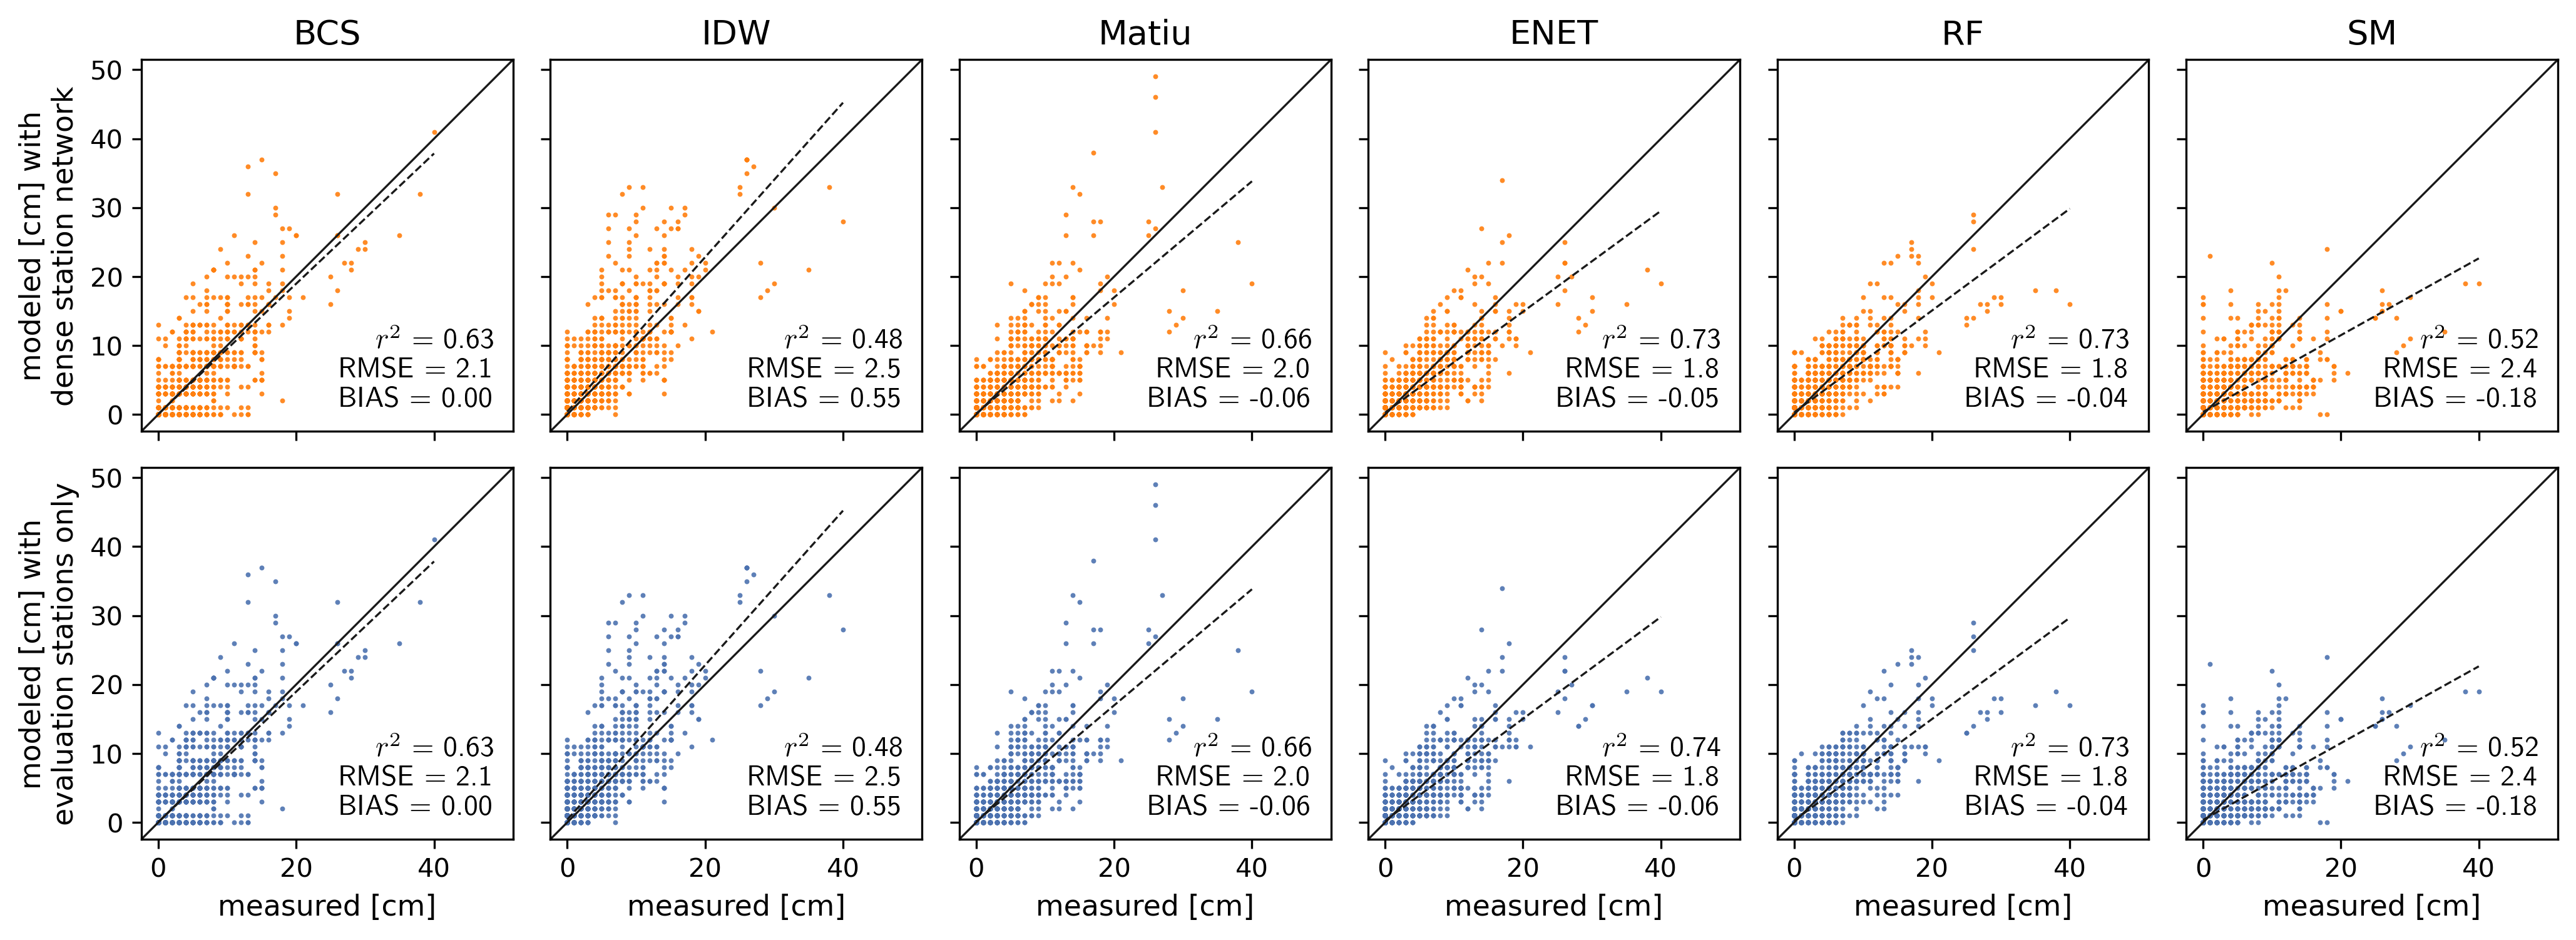 BCS IDW Matiu ENET RF SM
modeled [cm] with
dense station network
50
40
30
20
10
0
r² = 0.63
RMSE = 2.1
BIAS = 0.00
r² = 0.48
RMSE = 2.5
BIAS = 0.55
r² = 0.66
RMSE = 2.0
BIAS = -0.06
r² = 0.73
RMSE = 1.8
BIAS = -0.05
r² = 0.73
RMSE = 1.8
BIAS = -0.04
r² = 0.52
RMSE = 2.4
BIAS = -0.18
modeled [cm] with
evaluation stations only
50
40
30
20
10
0
r² = 0.63
RMSE = 2.1
BIAS = 0.00
r² = 0.48
RMSE = 2.5
BIAS = 0.55
r² = 0.66
RMSE = 2.0
BIAS = -0.06
r² = 0.74
RMSE = 1.8
BIAS = -0.06
r² = 0.73
RMSE = 1.8
BIAS = -0.04
r² = 0.52
RMSE = 2.4
BIAS = -0.18
0 20 40 0 20 40 0 20 40 0 20 40 0 20 40 0 20 40
measured [cm] measured [cm] measured [cm] measured [cm] measured [cm] measured [cm]